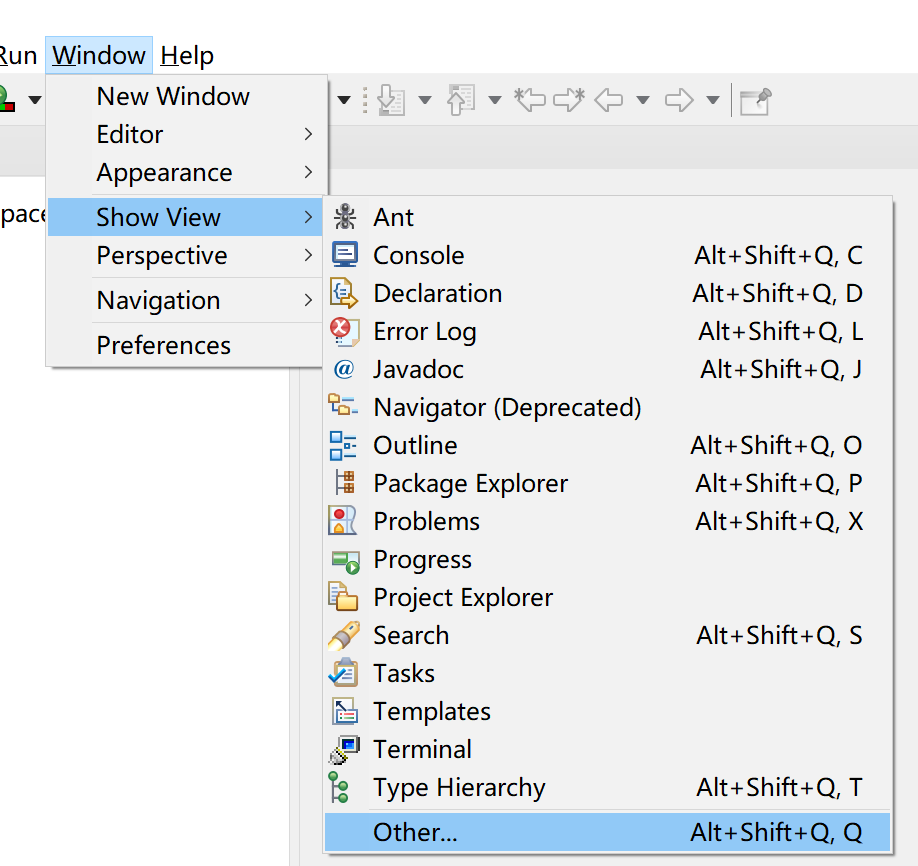 Run Window Help
New Window
Editor
Appearance
Show View
Perspective
Navigation
Preferences
Ant
Console Alt+Shift+Q, C
Declaration Alt+Shift+Q, D
Error Log Alt+Shift+Q, L
@ Javadoc Alt+Shift+Q, J
Navigator (Deprecated)
Outline Alt+Shift+Q, O
Package Explorer Alt+Shift+Q, P
Problems Alt+Shift+Q, X
Progress
Project Explorer
Search Alt+Shift+Q, S
Tasks
Templates
Terminal
Type Hierarchy Alt+Shift+Q, T
Other... Alt+Shift+Q, Q